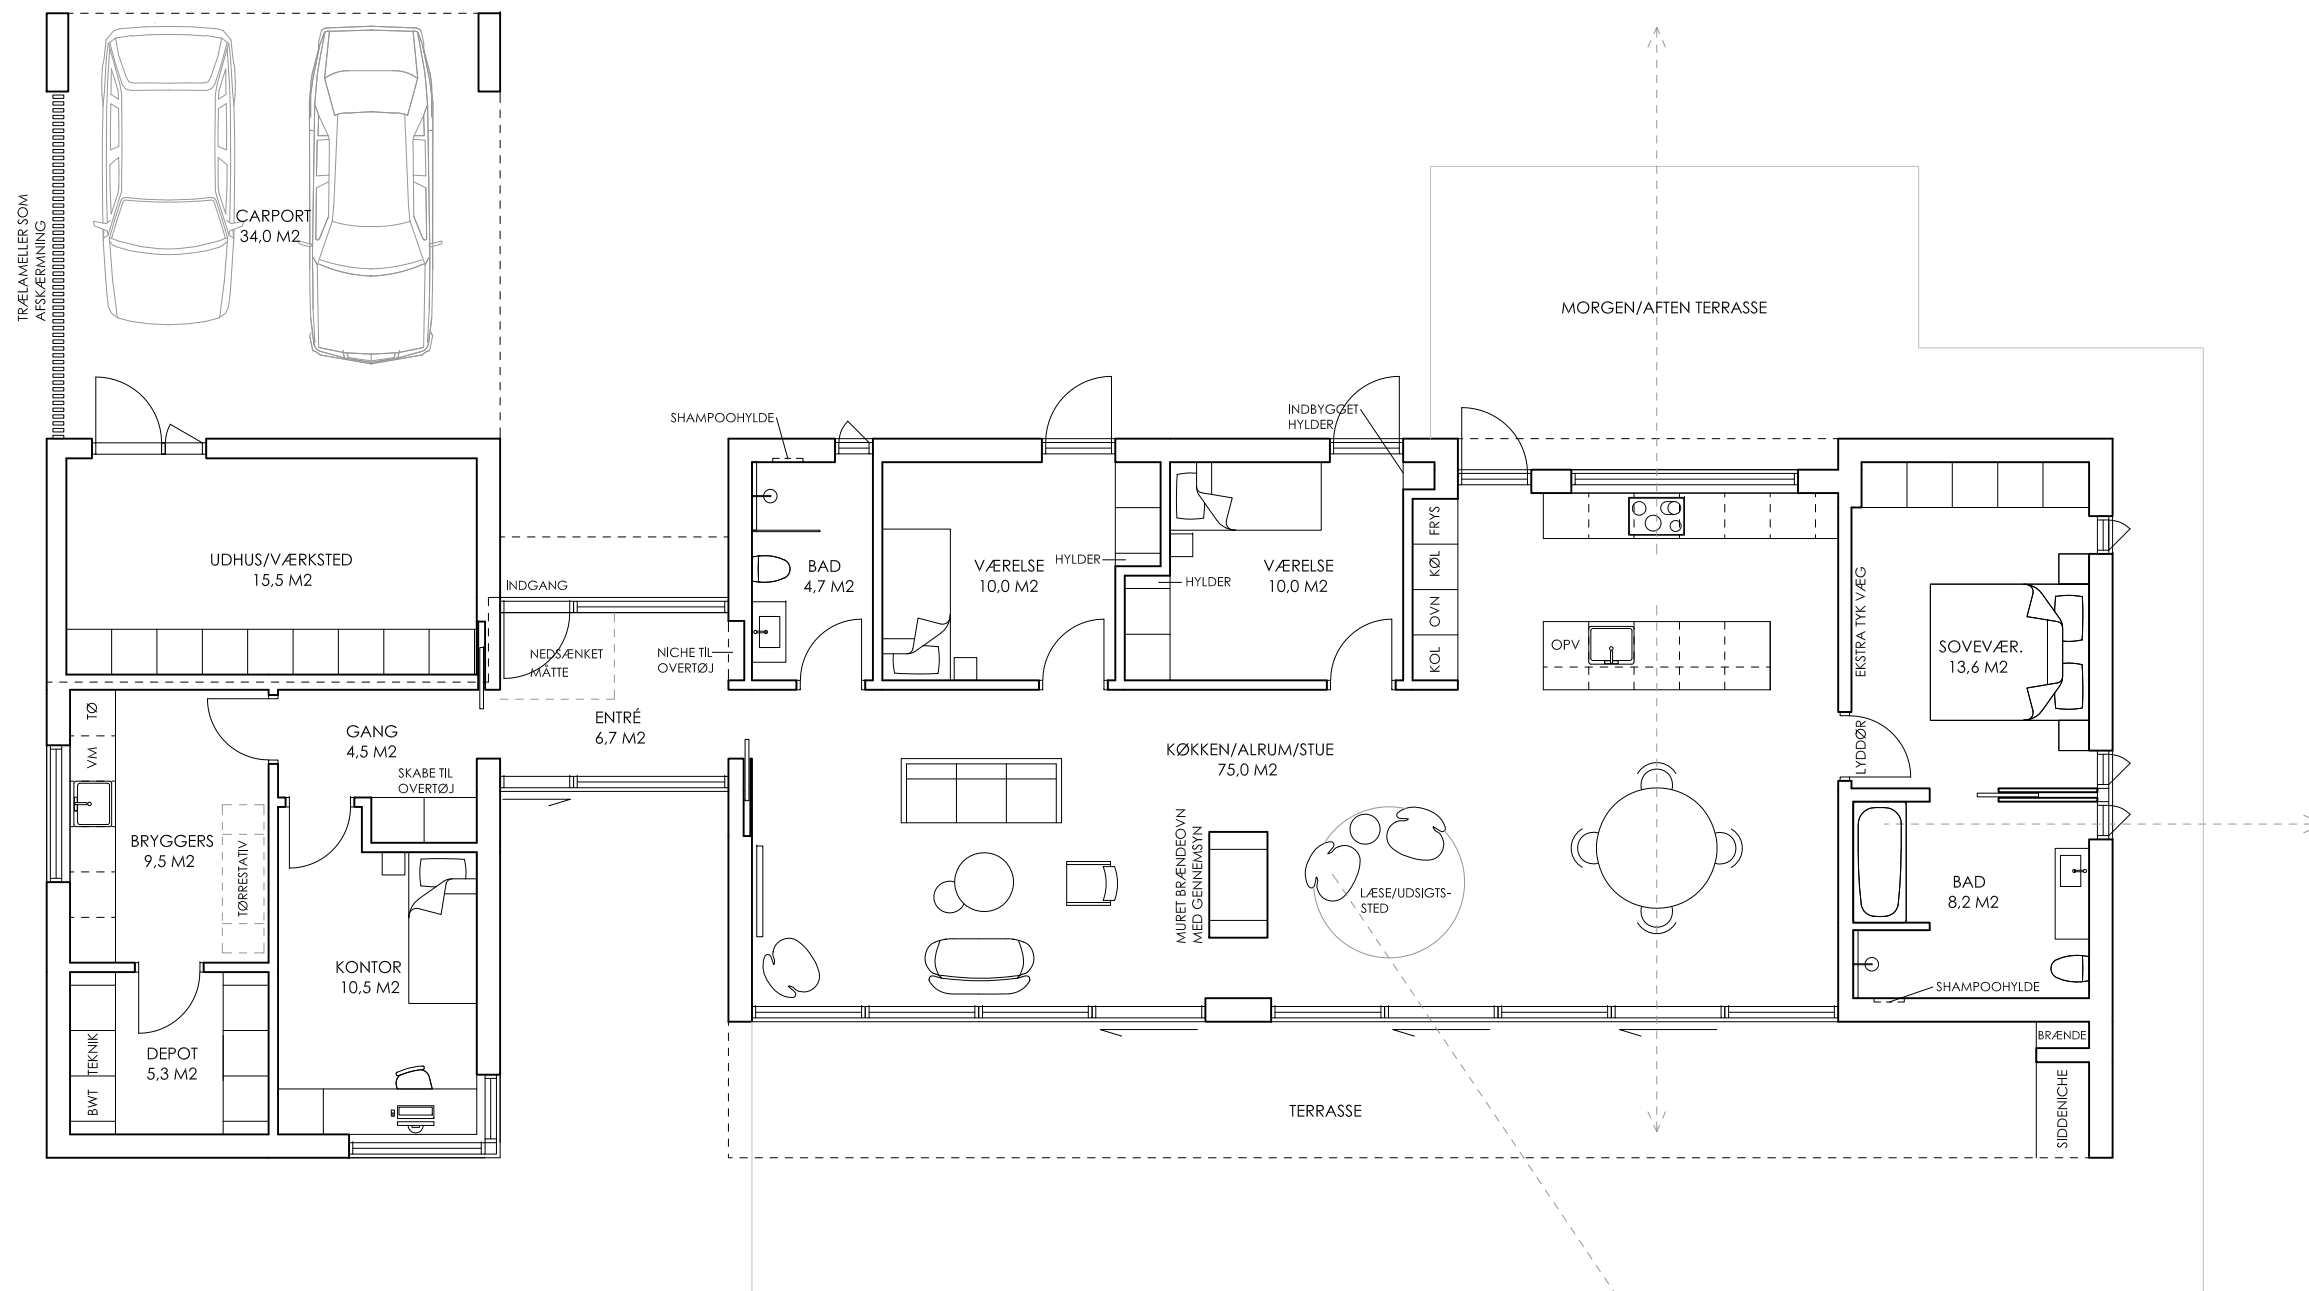 TRÆLAMELLER SOM
AFSKÆRMNING
CARPORT
34,0 M2
MORGEN/AFTEN TERRASSE
SHAMPOOHYLDE
INDBYGGET
HYLDER
UDHUS/VÆRKSTED
15,5 M2
INDGANG
NEDSÆNKET
MÅTTE
NICHE TIL
OVERTØJ
BAD
4,7 M2
VÆRELSE
10,0 M2
HYLDER
HYLDER
VÆRELSE
10,0 M2
FRYS
KØL
OVN
KOL
OPV
EKSTRA TYK VÆG
SOVEVÆR.
13,6 M2
LYDDØR
TØ
VM
GANG
4,5 M2
SKABE TIL
OVERTØJ
ENTRÉ
6,7 M2
KØKKEN/ALRUM/STUE
75,0 M2
BRYGGERS
9,5 M2
TØRRESTATIV
MURET BRÆNDEOVN
MED GENNEMSYN
LÆSE/UDSIGTS-
STED
BAD
8,2 M2
SHAMPOOHYLDE
KONTOR
10,5 M2
DEPOT
5,3 M2
TEKNIK
BWT
BRÆNDE
SIDDENICHE
TERRASSE